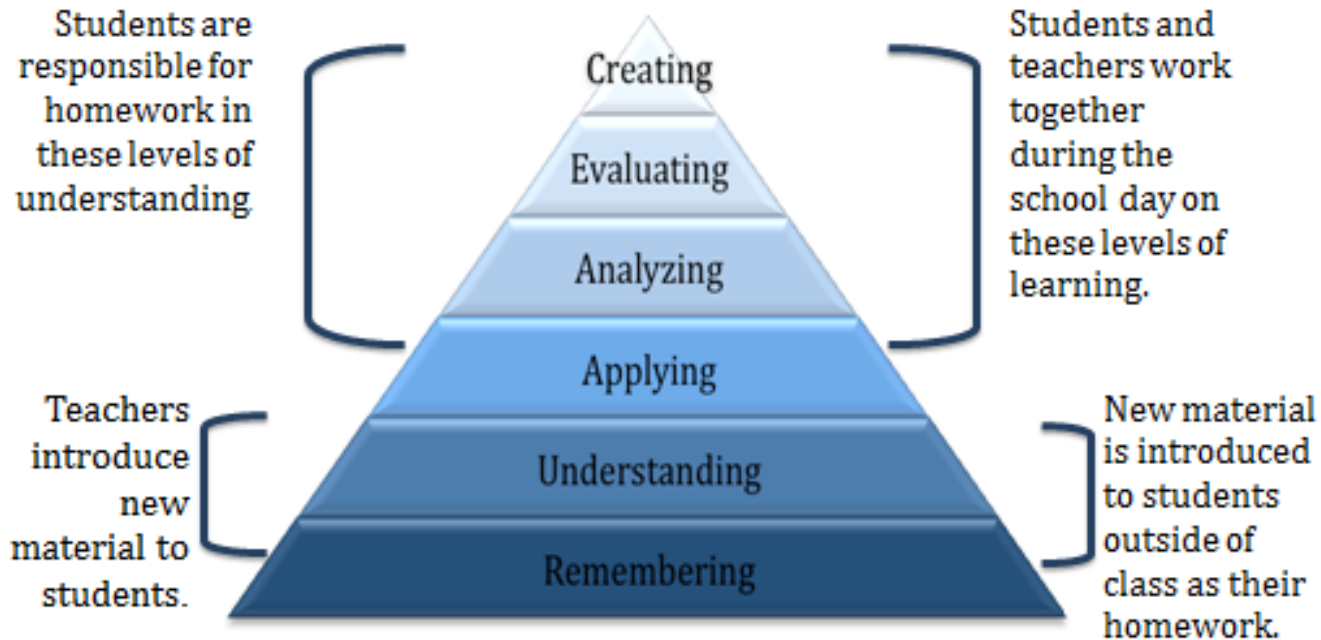 Students are
responsible for
homework in
these levels of
understanding
Teachers
introduce
new
material to
students.
Creating
Evaluating
Analyzing
Applying
Understanding
Remembering
Students and
teachers work
together
during the
school day on
these levels of
learning.
New material
is introduced
to students
outside of
class as their
homework.